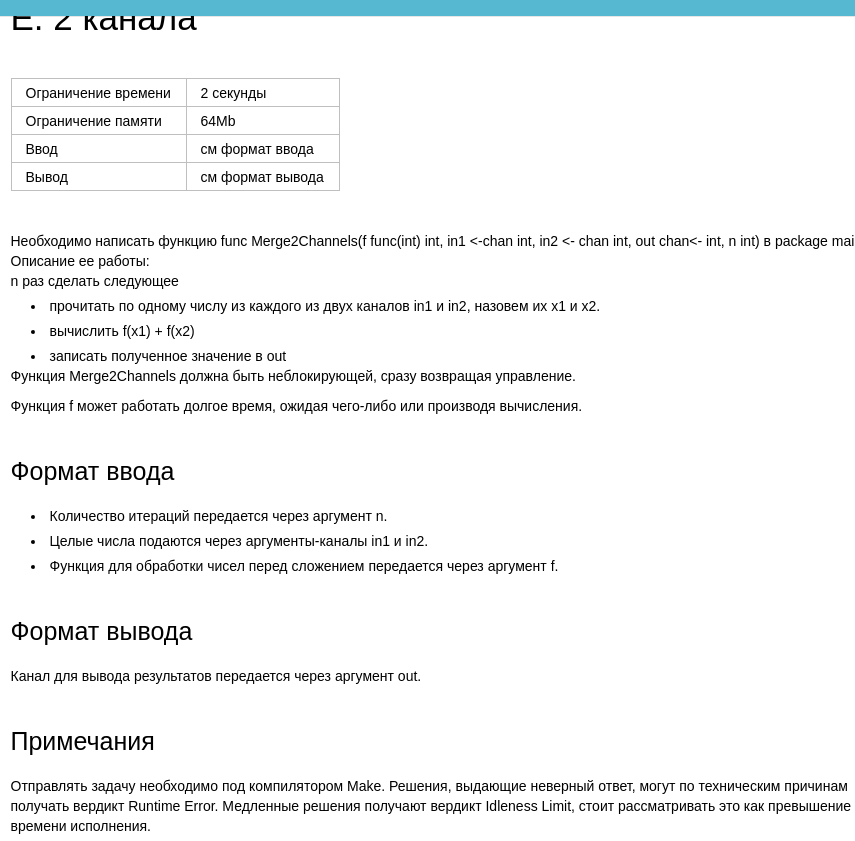 E. 2 канала
Ограничение времени 2 секунды
Ограничение памяти 64Mb
Ввод см формат ввода
Вывод см формат вывода
Необходимо написать функцию func Merge2Channels(f func(int) int, in1 <-chan int, in2 <- chan int, out chan<- int, n int) в package mai
Описание ее работы:
n раз сделать следующее
• прочитать по одному числу из каждого из двух каналов in1 и in2, назовем их x1 и x2.
• вычислить f(x1) + f(x2)
• записать полученное значение в out
Функция Merge2Channels должна быть неблокирующей, сразу возвращая управление.
Функция f может работать долгое время, ожидая чего-либо или производя вычисления.
Формат ввода
• Количество итераций передается через аргумент n.
• Целые числа подаются через аргументы-каналы in1 и in2.
• Функция для обработки чисел перед сложением передается через аргумент f.
Формат вывода
Канал для вывода результатов передается через аргумент out.
Примечания
Отправлять задачу необходимо под компилятором Make. Решения, выдающие неверный ответ, могут по техническим причинам
получать вердикт Runtime Error. Медленные решения получают вердикт Idleness Limit, стоит рассматривать это как превышение
времени исполнения.